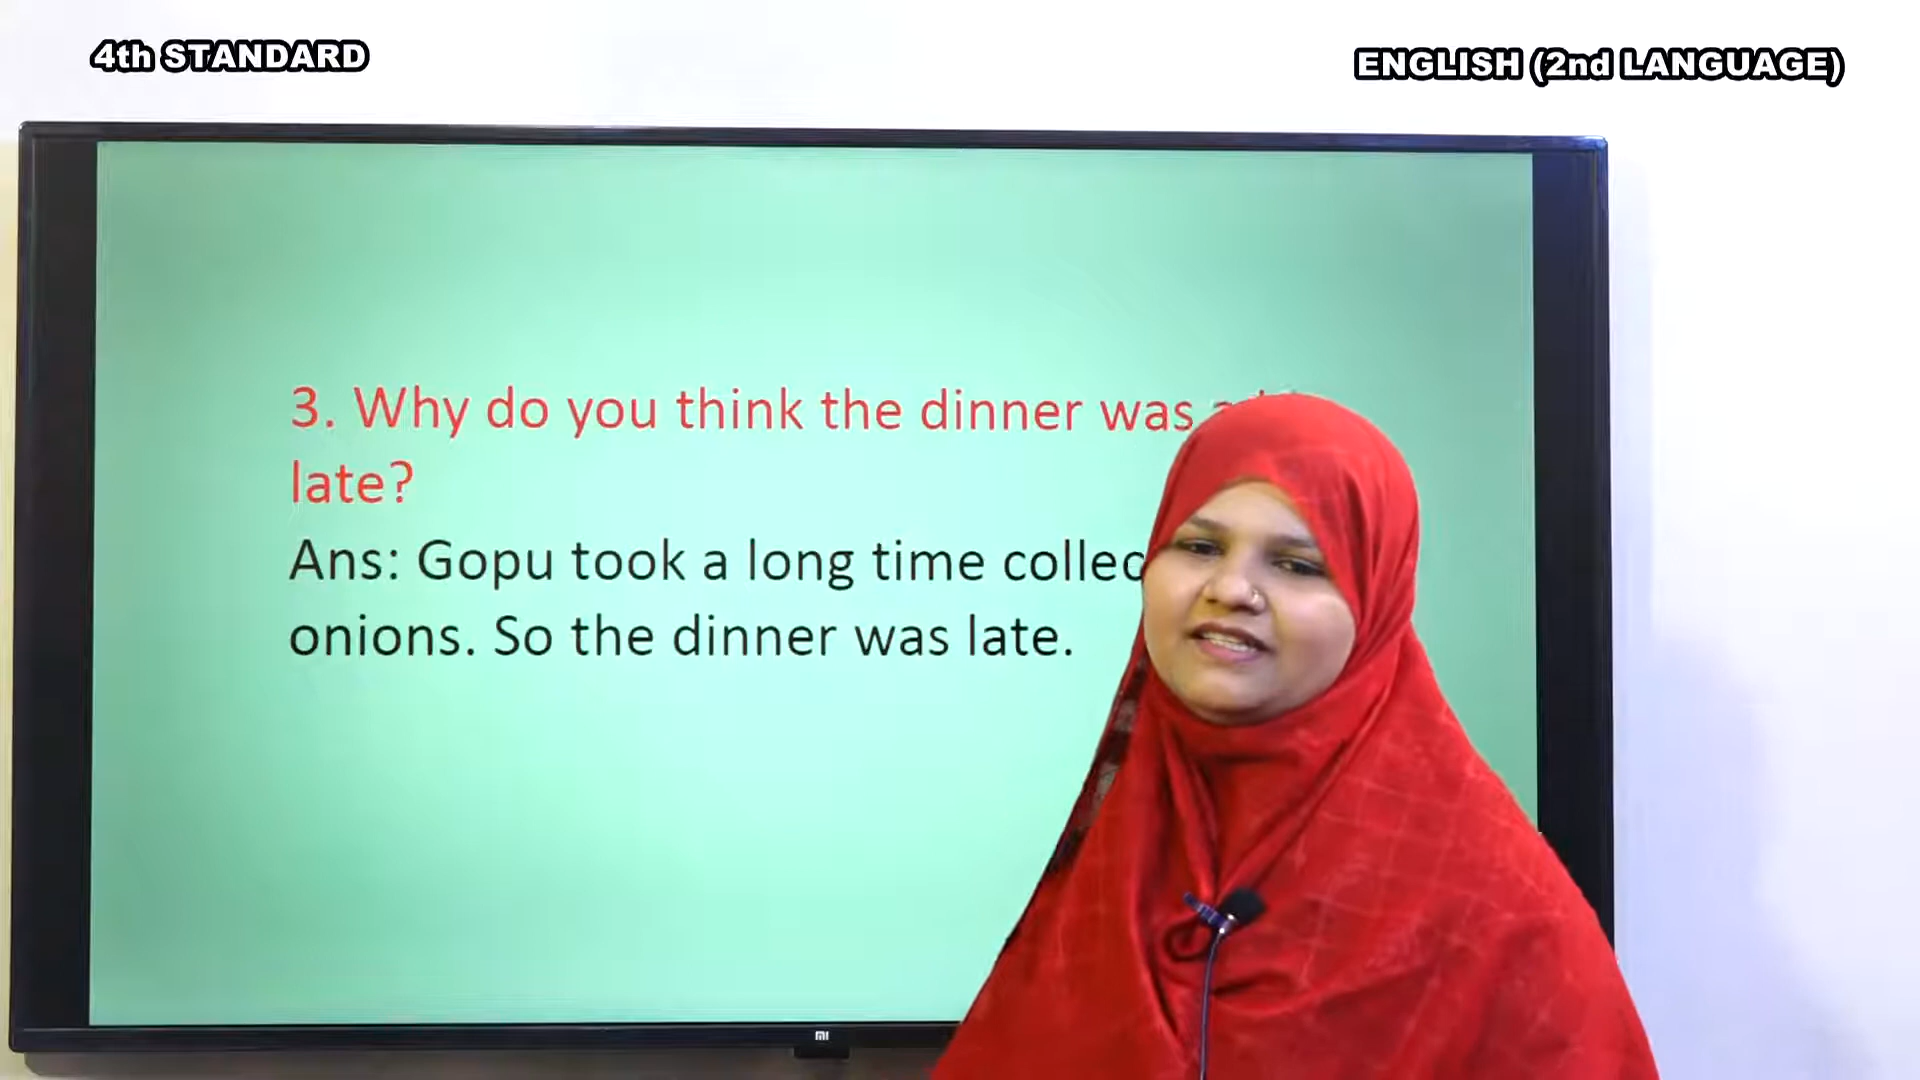 4th STANDARD
ENGLISH (2nd LANGUAGE)
3. Why do you think the dinner was
late?
Ans: Gopu took a long time
onions. So the dinner was late.
mi